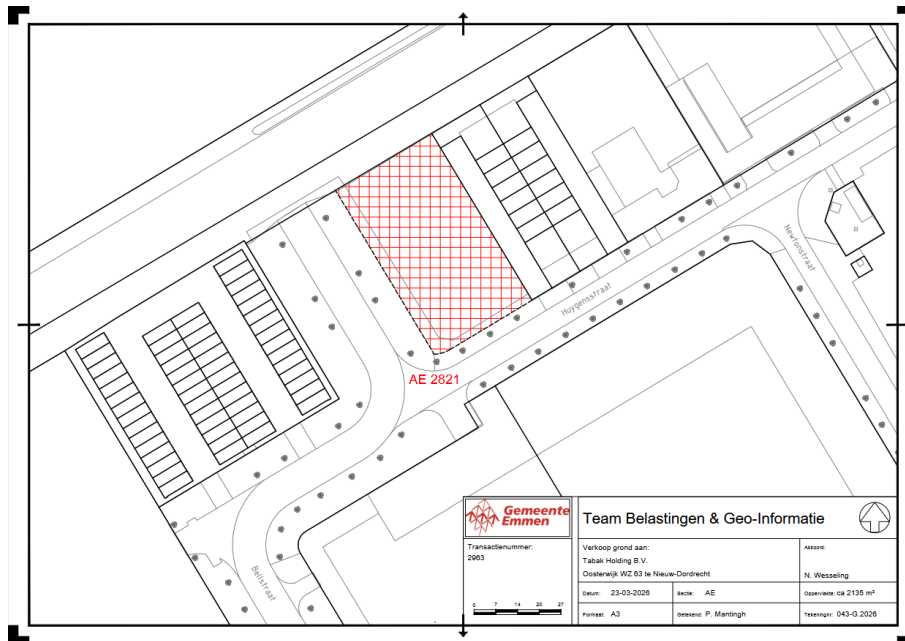 Newtonstraat
Huygensstraat
AE 2821
Bellstraat
Gemeente
Emmen
Team Belastingen & Geo-Informatie
Transactienummer:
2963
Verkoop grond aan:
Tabak Holding B.V.
Oosterwijk WZ 63 te Nieuw-Dordrecht
Akkoord:
N. Wesseling
Datum: 23-03-2026
Sectie: AE
Oppervlakte: ca 2135 m²
0 7 14 20 27
Formaat: A3
Getekend: P. Mantingh
Tekeningnr: 043-G.2026